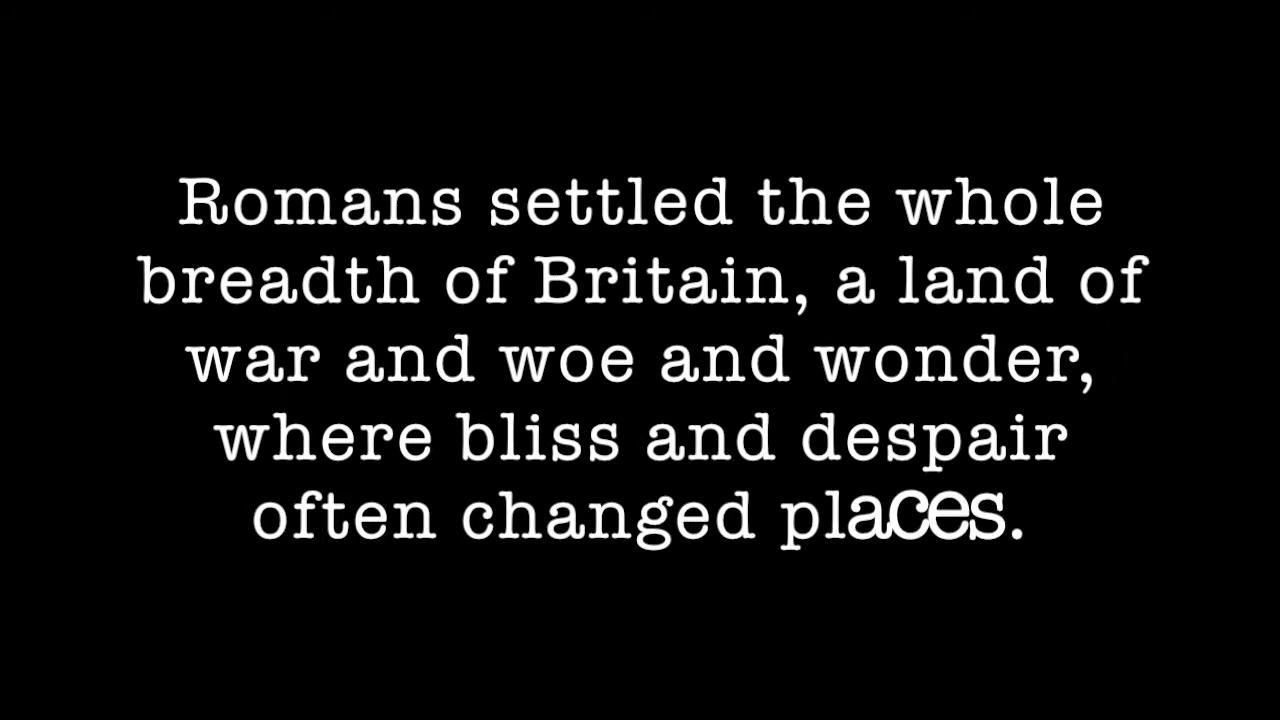 Romans settled the whole
breadth of Britain, a land of
war and woe and wonder,
where bliss and despair
often changed places.